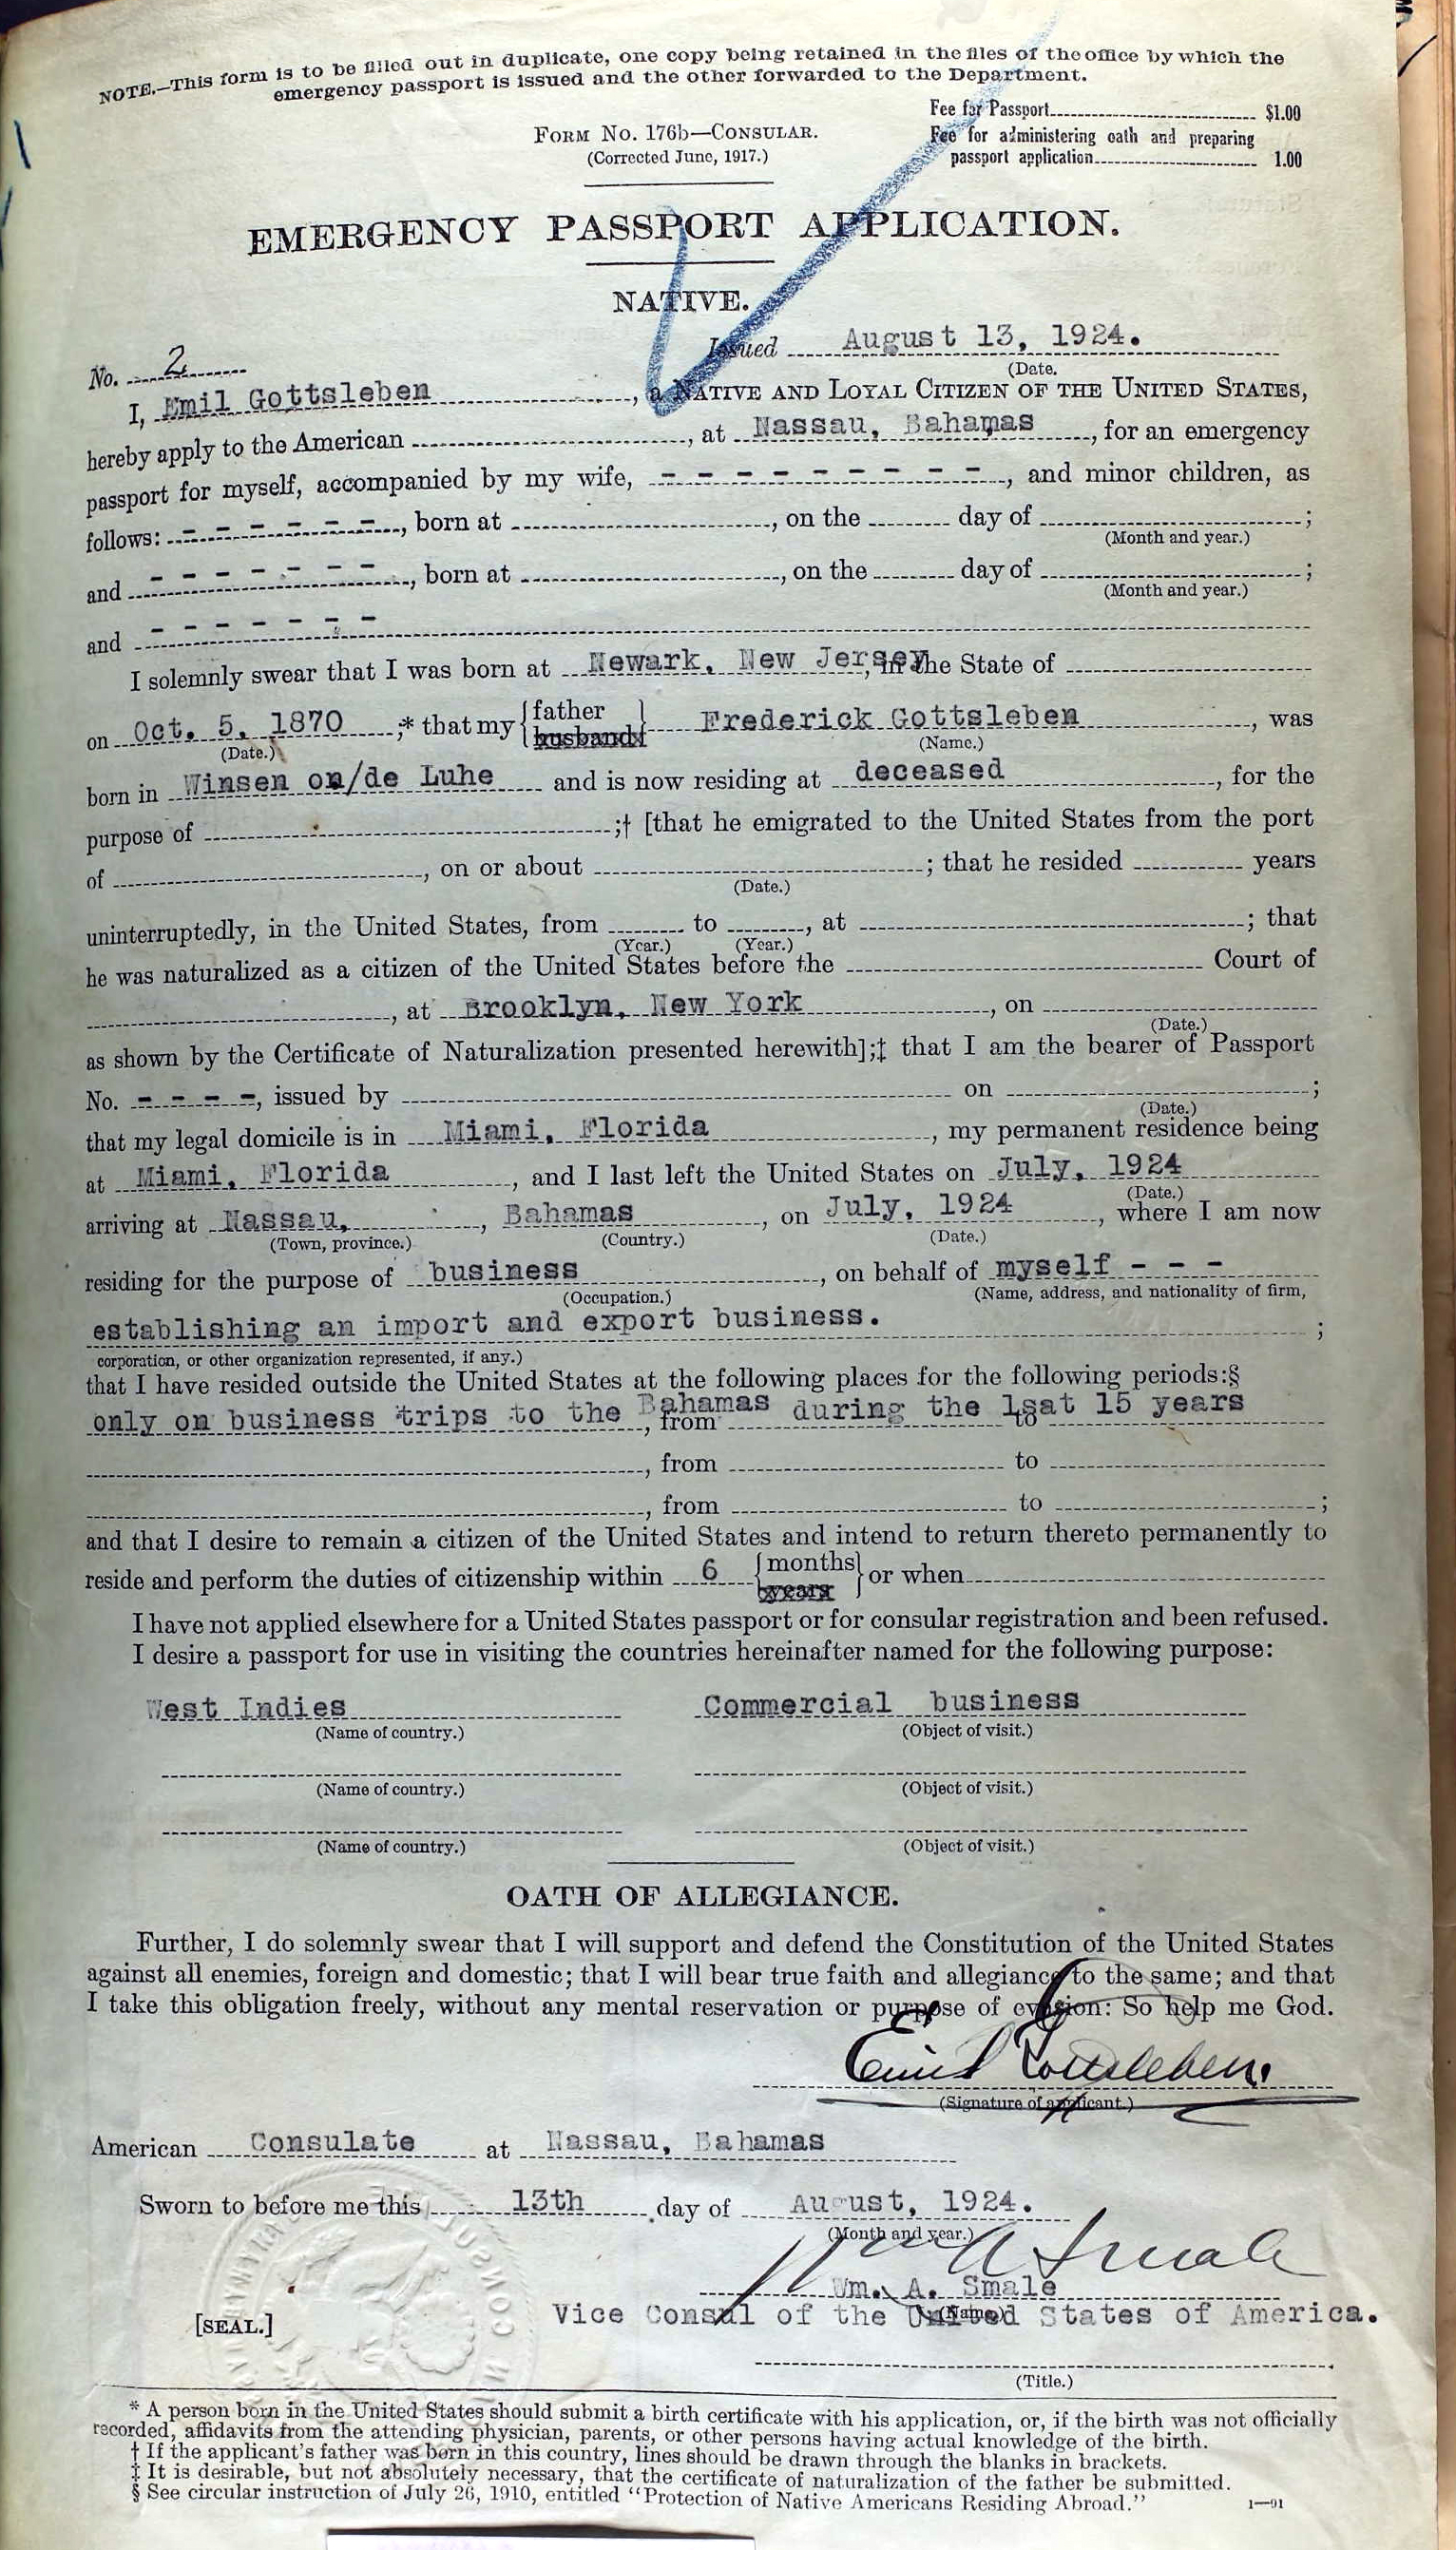 NOTE.—This form is to be filled out in duplicate, one copy being retained in the files of the office by which the
emergency passport is issued and the other forwarded to the Department.
Fee for Passport $1.00
FORM NO. 176b—CONSULAR.
Fee for administering oath and preparing
(Corrected June, 1917.)
passport application 1.00
EMERGENCY PASSPORT APPLICATION.
NATIVE.
Issued August 13, 1924.
No. 2
(Date.
I, Emil Gottsleben, a NATIVE AND LOYAL CITIZEN OF THE UNITED STATES,
hereby apply to the American, at Nassau, Bahamas, for an emergency
passport for myself, accompanied by my wife, - - - - - - - - - -, and minor children, as
follows: - - - - - - -, born at, on the day of ;
(Month and year.)
and - - - - - - -, born at, on the day of ;
(Month and year.)
and - - - - - - -
I solemnly swear that I was born at Newark, New Jersey, in the State of
on Oct. 5, 1870 ;* that my {father husband} Frederick Gottsleben, was
(Date.) (Name.)
born in Winsen on/de Luhe and is now residing at deceased, for the
purpose of ;† [that he emigrated to the United States from the port
of, on or about ; that he resided years
(Date.)
uninterruptedly, in the United States, from to, at ; that
(Year.) (Year.)
he was naturalized as a citizen of the United States before the Court of
, at Brooklyn, New York, on
(Date.)
as shown by the Certificate of Naturalization presented herewith];‡ that I am the bearer of Passport
No. - - - -, issued by on ;
(Date.)
that my legal domicile is in Miami, Florida, my permanent residence being
at Miami, Florida, and I last left the United States on July, 1924
(Date.)
arriving at Nassau, , Bahamas, on July, 1924, where I am now
(Town, province.) (Country.) (Date.)
residing for the purpose of business, on behalf of myself - - -
(Occupation.) (Name, address, and nationality of firm,
establishing an import and export business. ;
corporation, or other organization represented, if any.)
that I have resided outside the United States at the following places for the following periods:§
only on business trips to the Bahamas, from during the lsat to 15 years
, from to
, from to ;
and that I desire to remain a citizen of the United States and intend to return thereto permanently to
reside and perform the duties of citizenship within 6 {months years} or when
I have not applied elsewhere for a United States passport or for consular registration and been refused.
I desire a passport for use in visiting the countries hereinafter named for the following purpose:
West Indies Commercial business
(Name of country.) (Object of visit.)
(Name of country.) (Object of visit.)
(Name of country.) (Object of visit.)
OATH OF ALLEGIANCE.
Further, I do solemnly swear that I will support and defend the Constitution of the United States
against all enemies, foreign and domestic; that I will bear true faith and allegiance to the same; and that
I take this obligation freely, without any mental reservation or purpose of evasion: So help me God.
Emil Gottsleben.
(Signature of applicant.)
American Consulate at Nassau, Bahamas
Sworn to before me this 13th day of August, 1924.
(Month and year.)
Wm A Smale
Wm. A. Smale
(Name.)
Vice Consul of the United States of America.
[SEAL.]
(Title.)
* A person born in the United States should submit a birth certificate with his application, or, if the birth was not officially
recorded, affidavits from the attending physician, parents, or other persons having actual knowledge of the birth.
† If the applicant's father was born in this country, lines should be drawn through the blanks in brackets.
‡ It is desirable, but not absolutely necessary, that the certificate of naturalization of the father be submitted.
§ See circular instruction of July 26, 1910, entitled "Protection of Native Americans Residing Abroad."
1—91